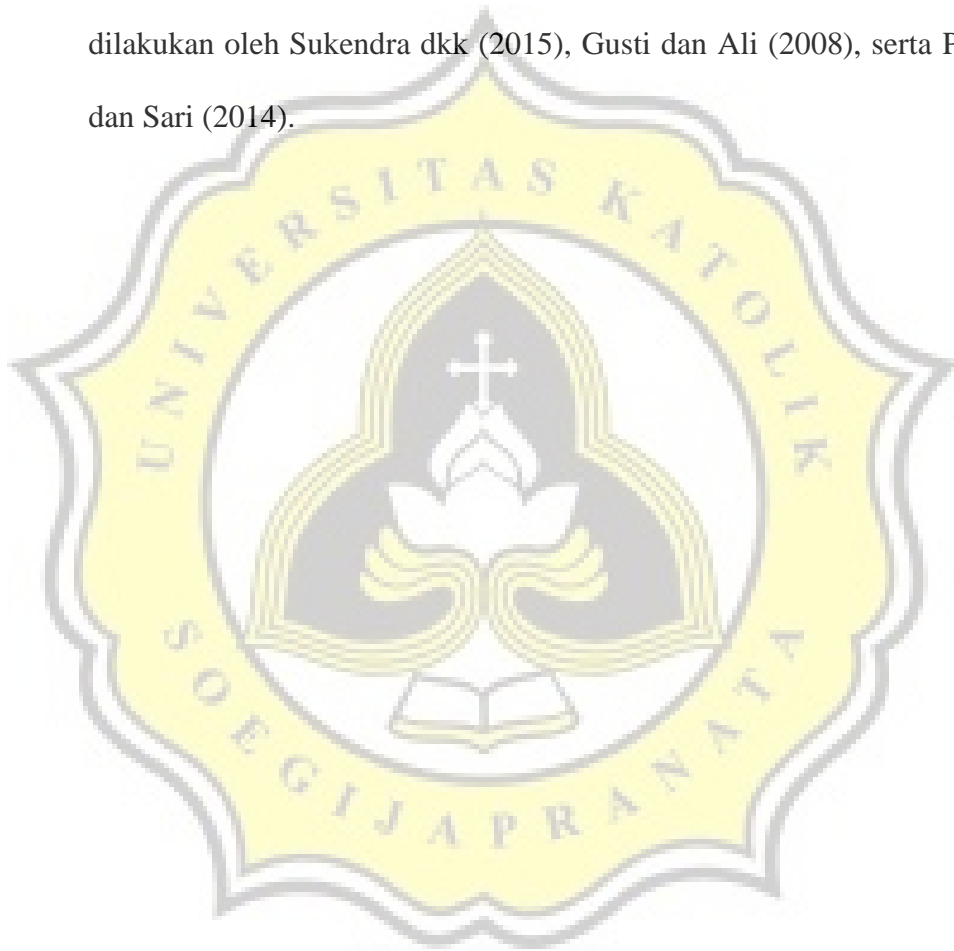 dilakukan oleh Sukendra dkk (2015), Gusti dan Ali (2008), serta
dan Sari (2014).
UNIVERSITAS KATOLIK
SOEGIJAPRANATA